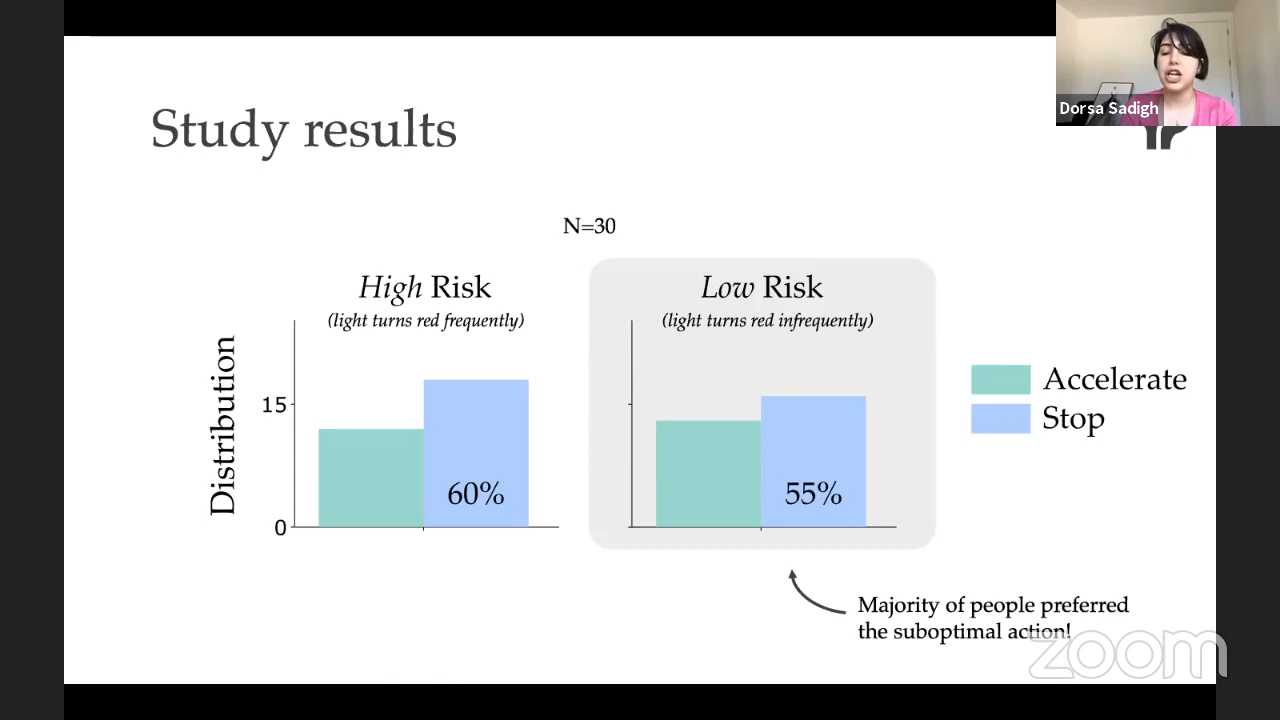 Dorsa Sadigh
Study results
N=30
High Risk
(light turns red frequently)
Low Risk
(light turns red infrequently)
Distribution
15
0
60%
55%
Accelerate
Stop
Majority of people preferred
the suboptimal action!
zoom